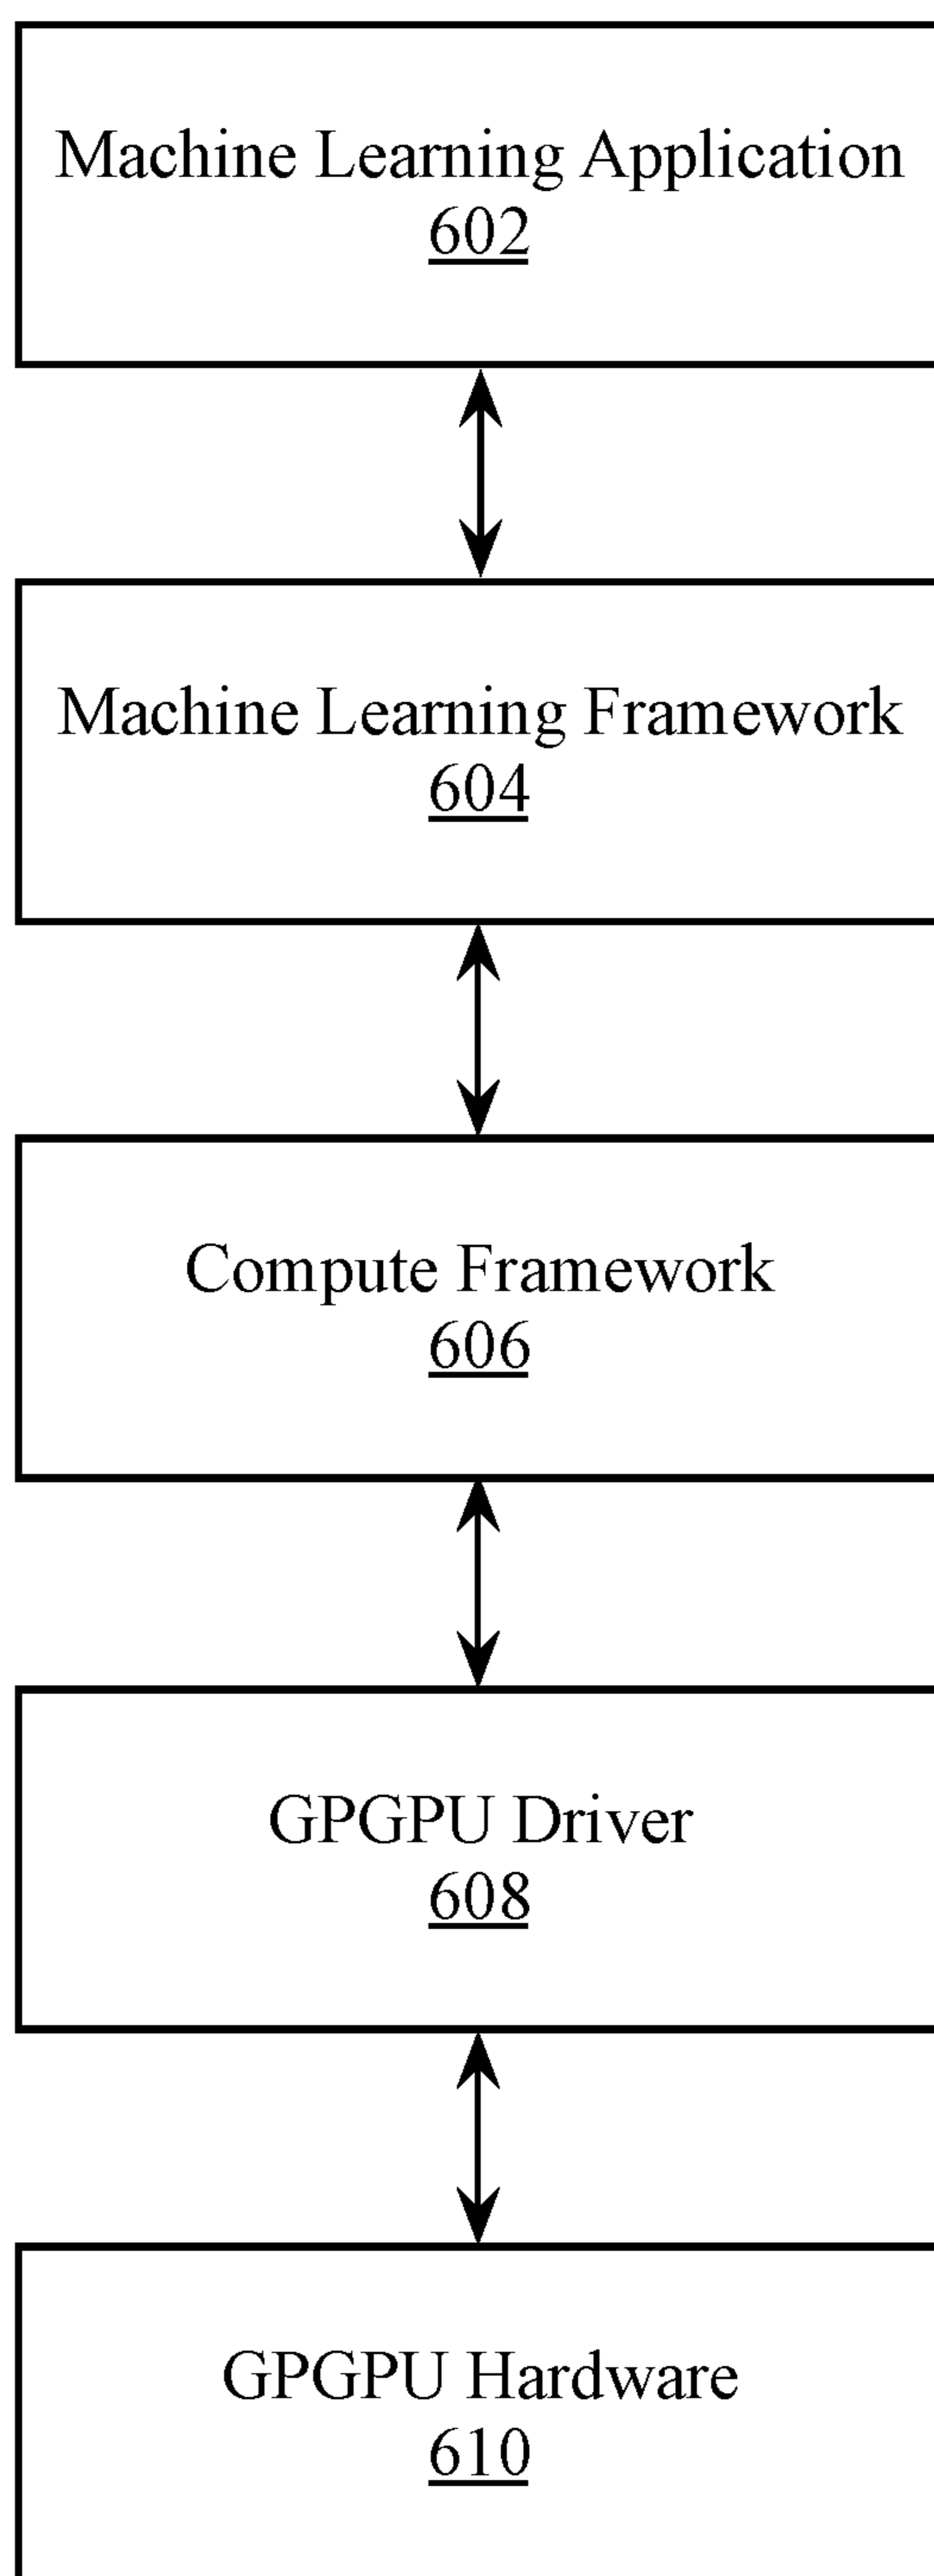 Machine Learning Application
602
Machine Learning Framework
604
Compute Framework
606
GPGPU Driver
608
GPGPU Hardware
610